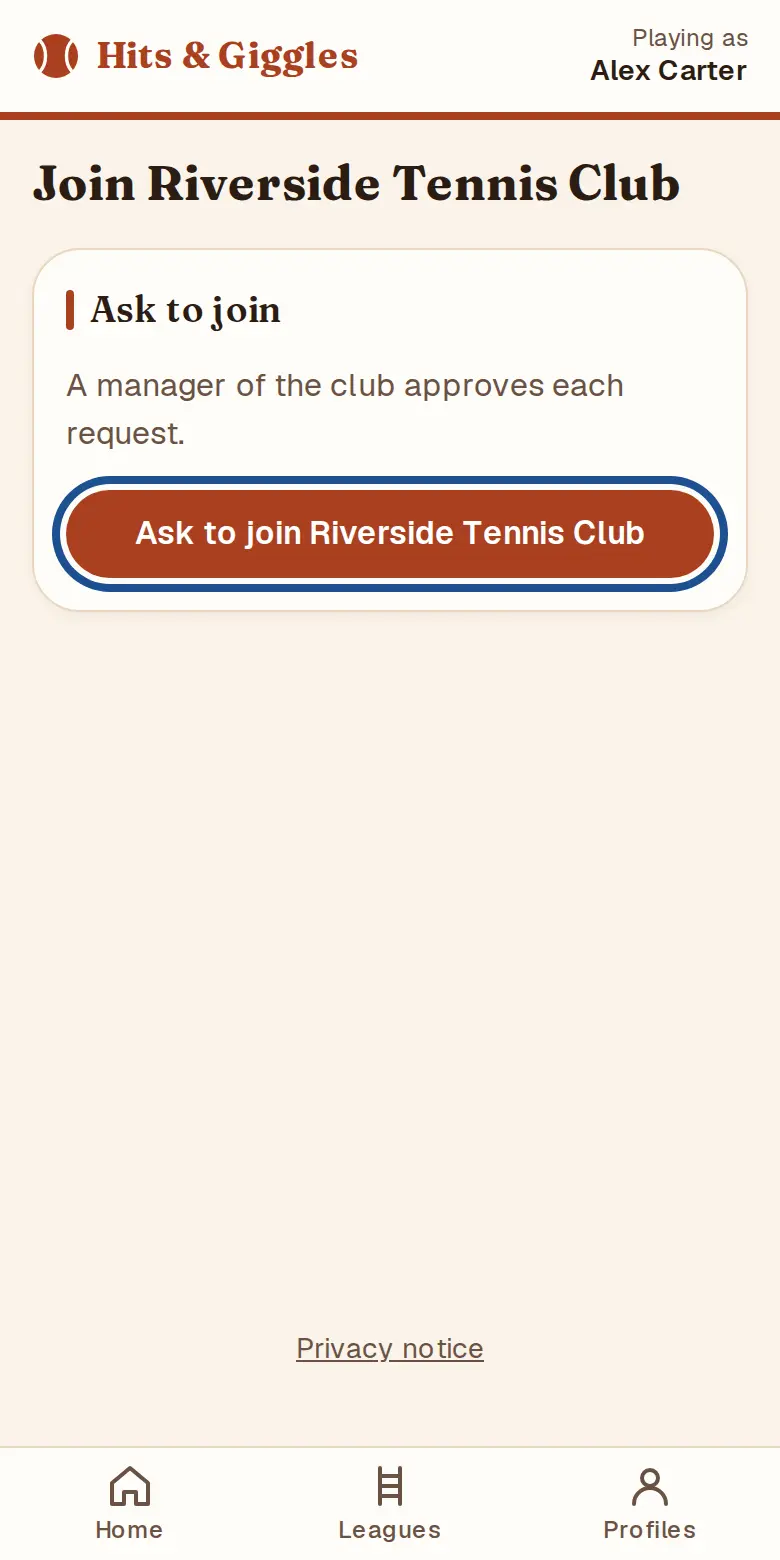 Hits & Giggles
Playing as
Alex Carter
Join Riverside Tennis Club
Ask to join
A manager of the club approves each
request.
Ask to join Riverside Tennis Club
Privacy notice
Home
Leagues
Profiles